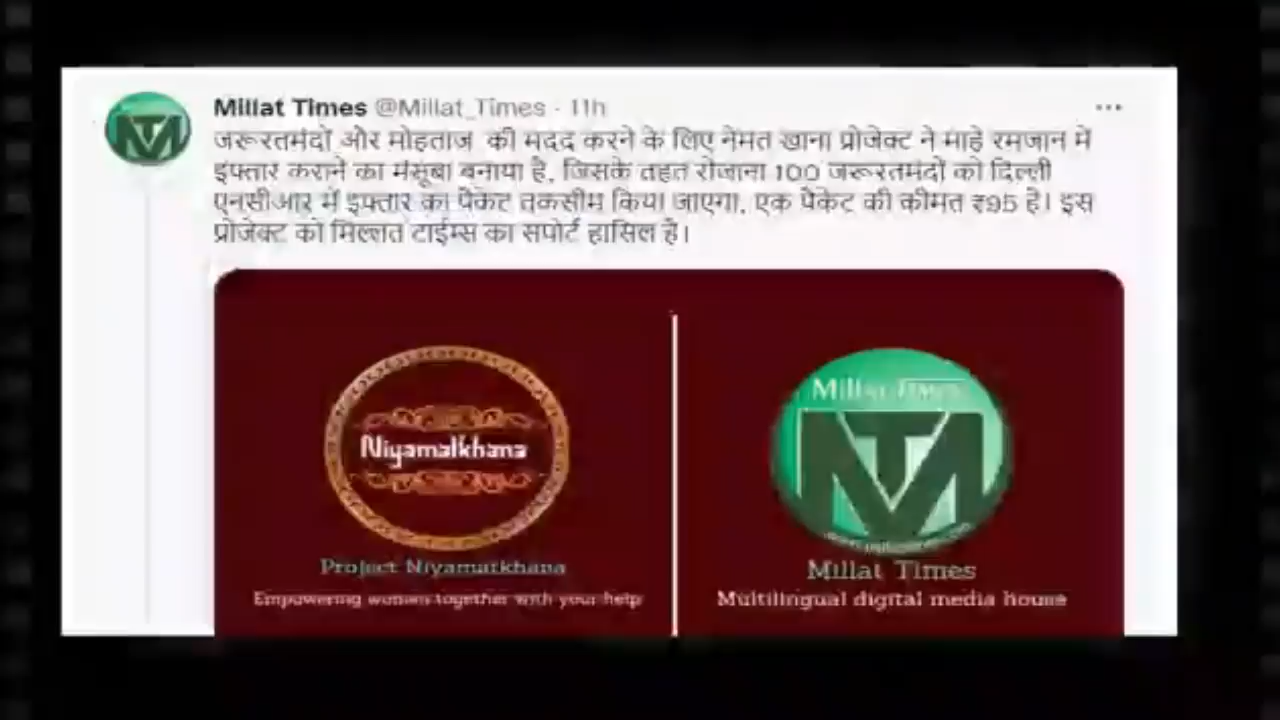 Millat Times @Millat_Times · 11h
जरूरतमंदों और मोहताज की मदद करने के लिए नेमत खाना प्रोजेक्ट ने माहे रमजान में
इफ्तार कराने का मंसूबा बनाया है, जिसके तहत रोजाना 100 जरूरतमंदों को दिल्ली
एनसीआर में इफ्तार का पैकेट तकसीम किया जाएगा, एक पैकेट की कीमत ₹95 है। इस
प्रोजेक्ट को मिल्लत टाईम्स का सपोर्ट हासिल है।
Niyamatkhana
Project Niyamatkhana
Empowering women together with your help
Millat Times
MT
Millat Times
Multilingual digital media house